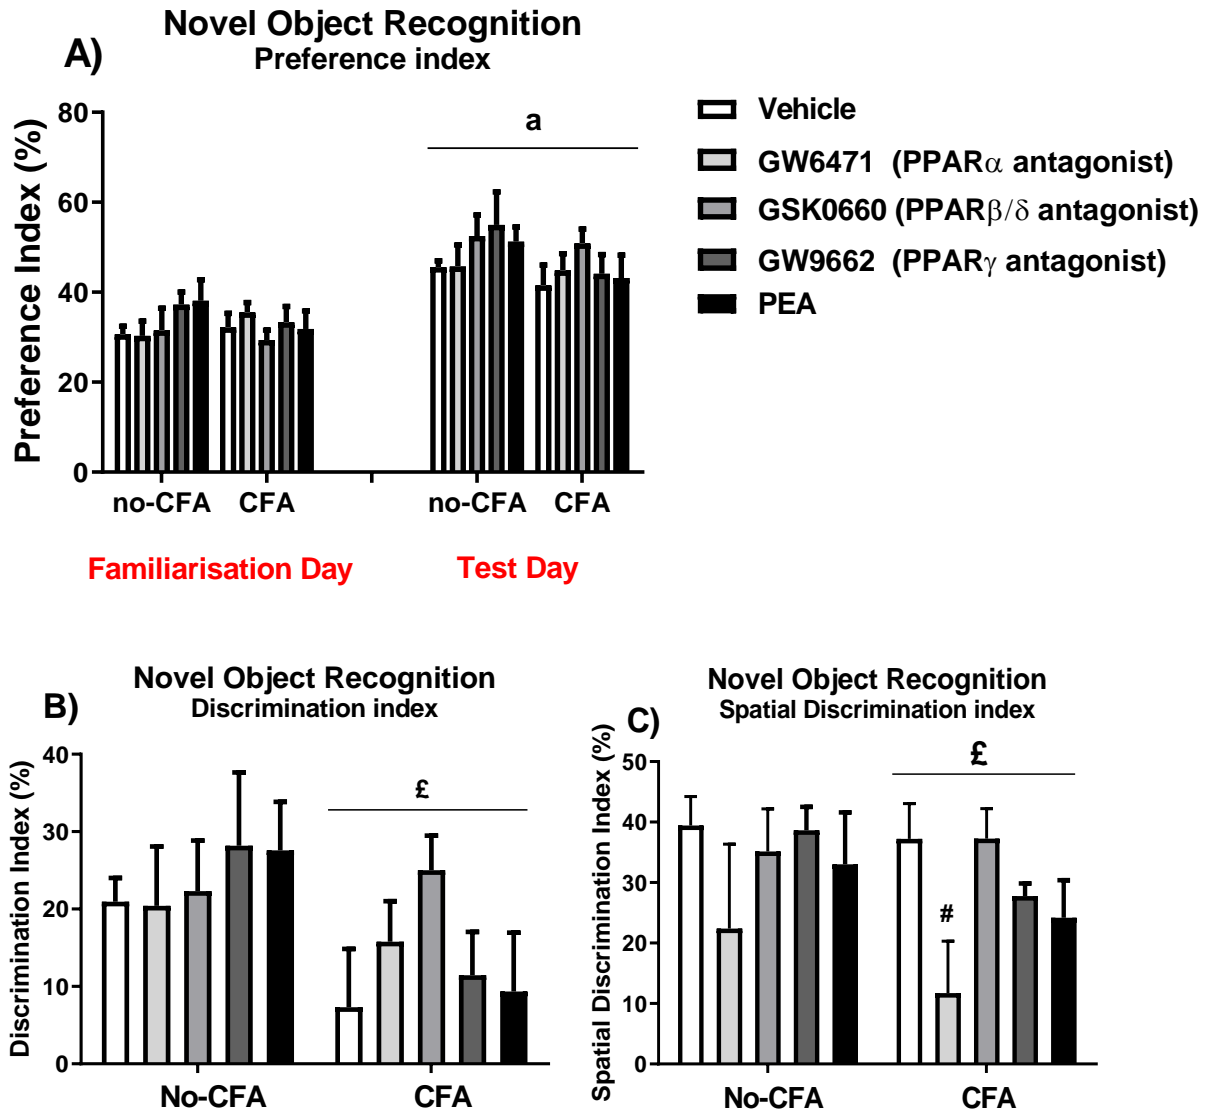 Novel Object Recognition
Preference index
A)
Preference Index (%)
80
60
40
20
0
a
no-CFA CFA no-CFA CFA
Familiarisation Day Test Day
Vehicle
GW6471 (PPARα antagonist)
GSK0660 (PPARβ/δ antagonist)
GW9662 (PPARγ antagonist)
PEA
Novel Object Recognition
Discrimination index
B)
Discrimination Index (%)
40
30
20
10
0
£
No-CFA CFA
Novel Object Recognition
Spatial Discrimination index
C)
Spatial Discrimination Index (%)
50
40
30
20
10
0
£
#
No-CFA CFA